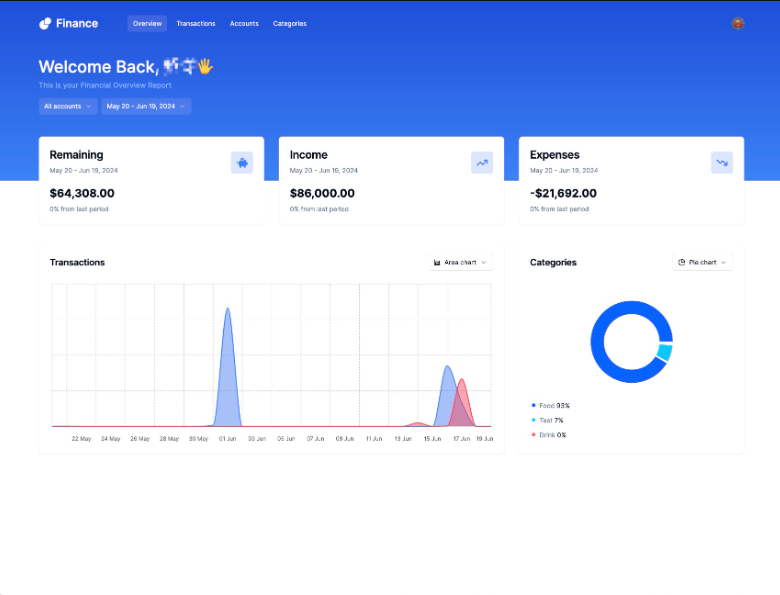 Finance Overview Transactions Accounts Categories
Welcome Back,
This is your Financial Overview Report
All accounts May 20 - Jun 19, 2024
Remaining
May 20 - Jun 19, 2024
$64,308.00
0% from last period
Income
May 20 - Jun 19, 2024
$86,000.00
0% from last period
Expenses
May 20 - Jun 19, 2024
-$21,692.00
0% from last period
Transactions
Area chart
22 May 24 May 26 May 28 May 30 May 01 Jun 03 Jun 05 Jun 07 Jun 09 Jun 11 Jun 13 Jun 15 Jun 17 Jun 19 Jun
Categories
Pie chart
Food 93%
Test 7%
Drink 0%